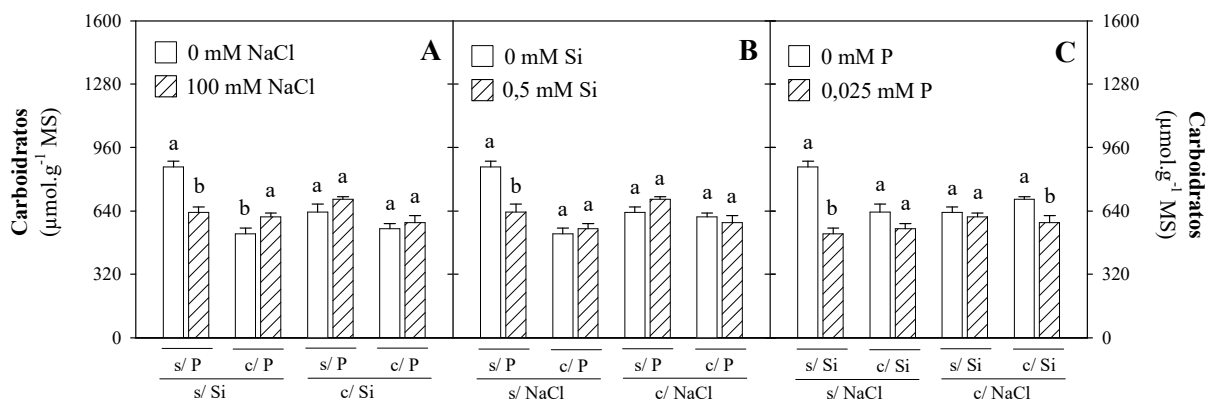 Carboidratos
(µmol.g⁻¹ MS)
1600
1280
960
640
320
0
A
0 mM NaCl
100 mM NaCl
a b b a a a a a
s/ P c/ P s/ P c/ P
s/ Si c/ Si
B
0 mM Si
0,5 mM Si
a b a a a a a a
s/ P c/ P s/ P c/ P
s/ NaCl c/ NaCl
C
0 mM P
0,025 mM P
a b a a a a a b
s/ Si c/ Si s/ Si c/ Si
s/ NaCl c/ NaCl
1600
1280
960
640
320
0
Carboidratos
(µmol.g⁻¹ MS)